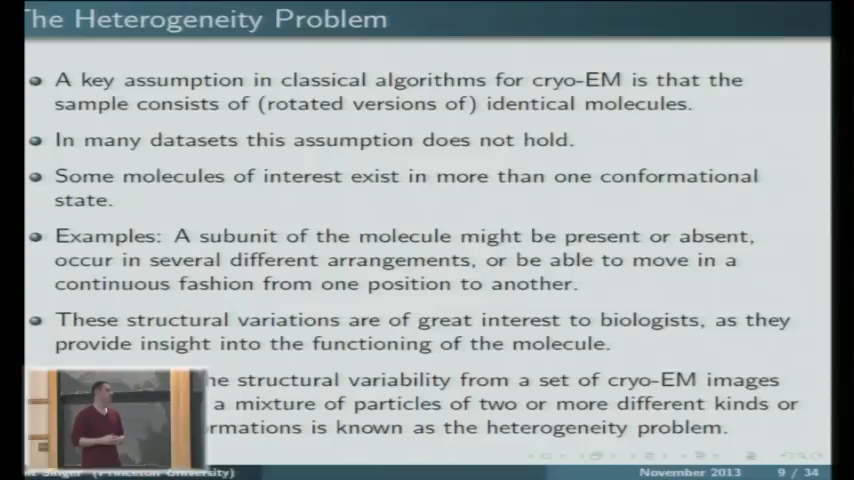 The Heterogeneity Problem
A key assumption in classical algorithms for cryo-EM is that the
sample consists of (rotated versions of) identical molecules.
In many datasets this assumption does not hold.
Some molecules of interest exist in more than one conformational
state.
Examples: A subunit of the molecule might be present or absent,
occur in several different arrangements, or be able to move in a
continuous fashion from one position to another.
These structural variations are of great interest to biologists, as they
provide insight into the functioning of the molecule.
he structural variability from a set of cryo-EM images
a mixture of particles of two or more different kinds or
ormations is known as the heterogeneity problem.
Singer (Princeton University)
November 2013
9 / 34